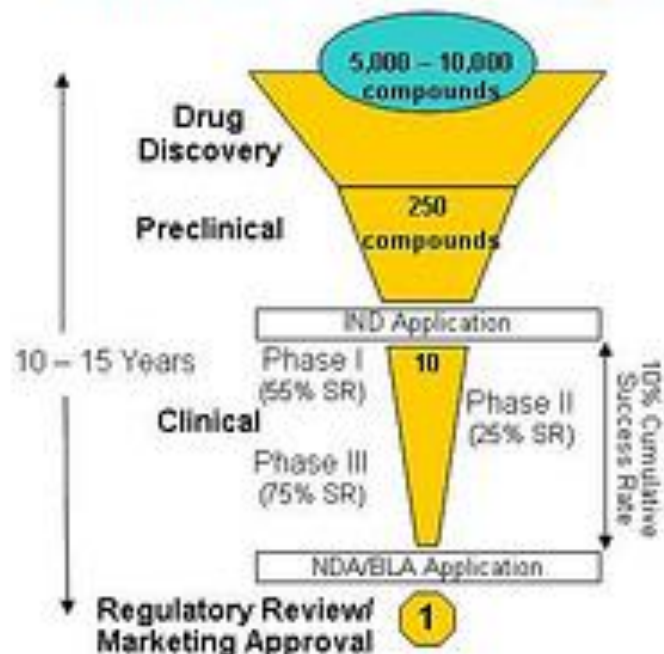 5,000 – 10,000
compounds
Drug
Discovery
250
compounds
Preclinical
IND Application
10 – 15 Years
Phase I
(55% SR)
10
Phase II
(25% SR)
Clinical
Phase III
(75% SR)
10% Cumulative
Success Rate
NDA/BLA Application
Regulatory Review/
Marketing Approval
1